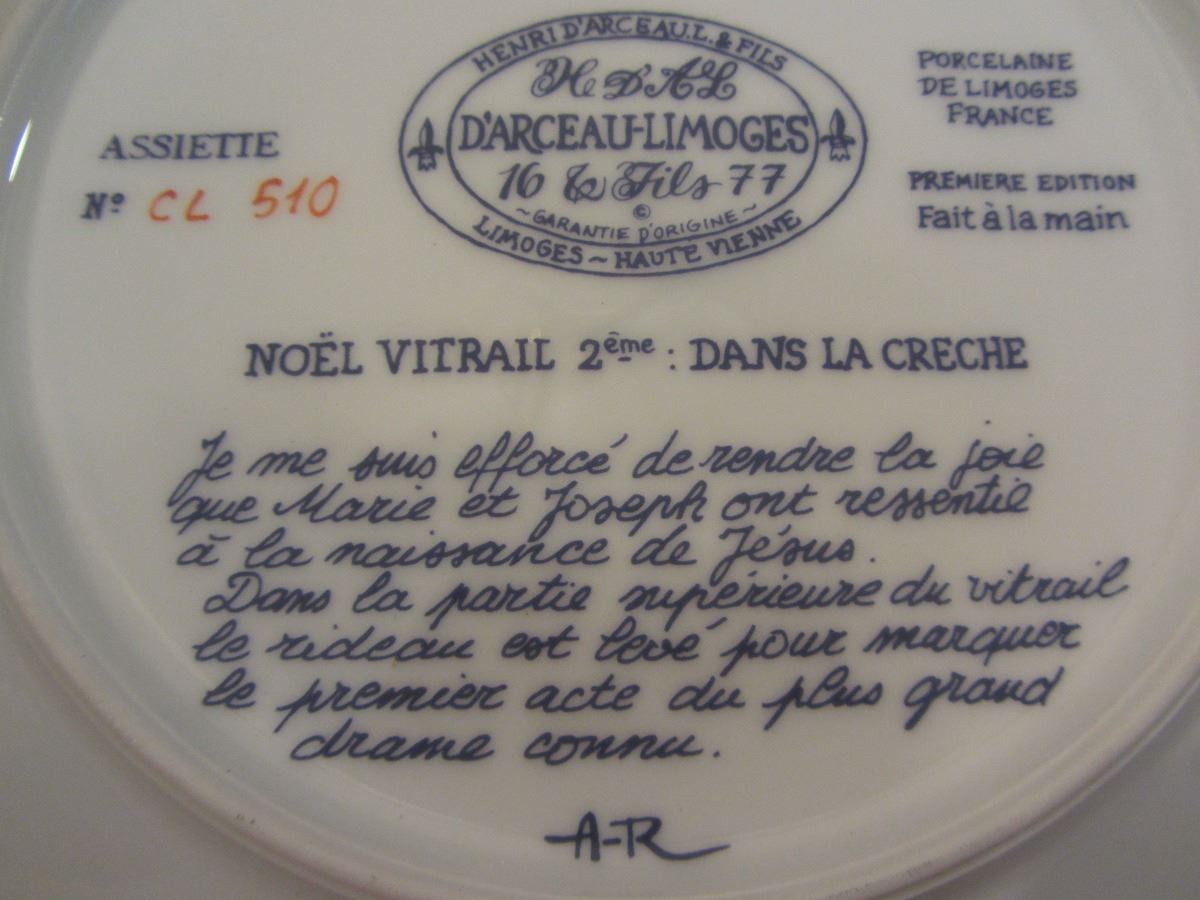 HENRI D'ARCEAU.L. & FILS
H D'AL
D'ARCEAU-LIMOGES
16 & Fils 77
©
~GARANTIE D'ORIGINE~
LIMOGES ~ HAUTE VIENNE
ASSIETTE
Nº CL 510
PORCELAINE
DE LIMOGES
FRANCE
PREMIERE EDITION
Fait à la main
NOËL VITRAIL 2ême : DANS LA CRECHE
Je me suis efforcé de rendre la joie
que Marie et Joseph ont ressentie
à la naissance de Jésus.
Dans la partie supérieure du vitrail
le rideau est levé pour marquer
le premier acte du plus grand
drame connu.
A-R